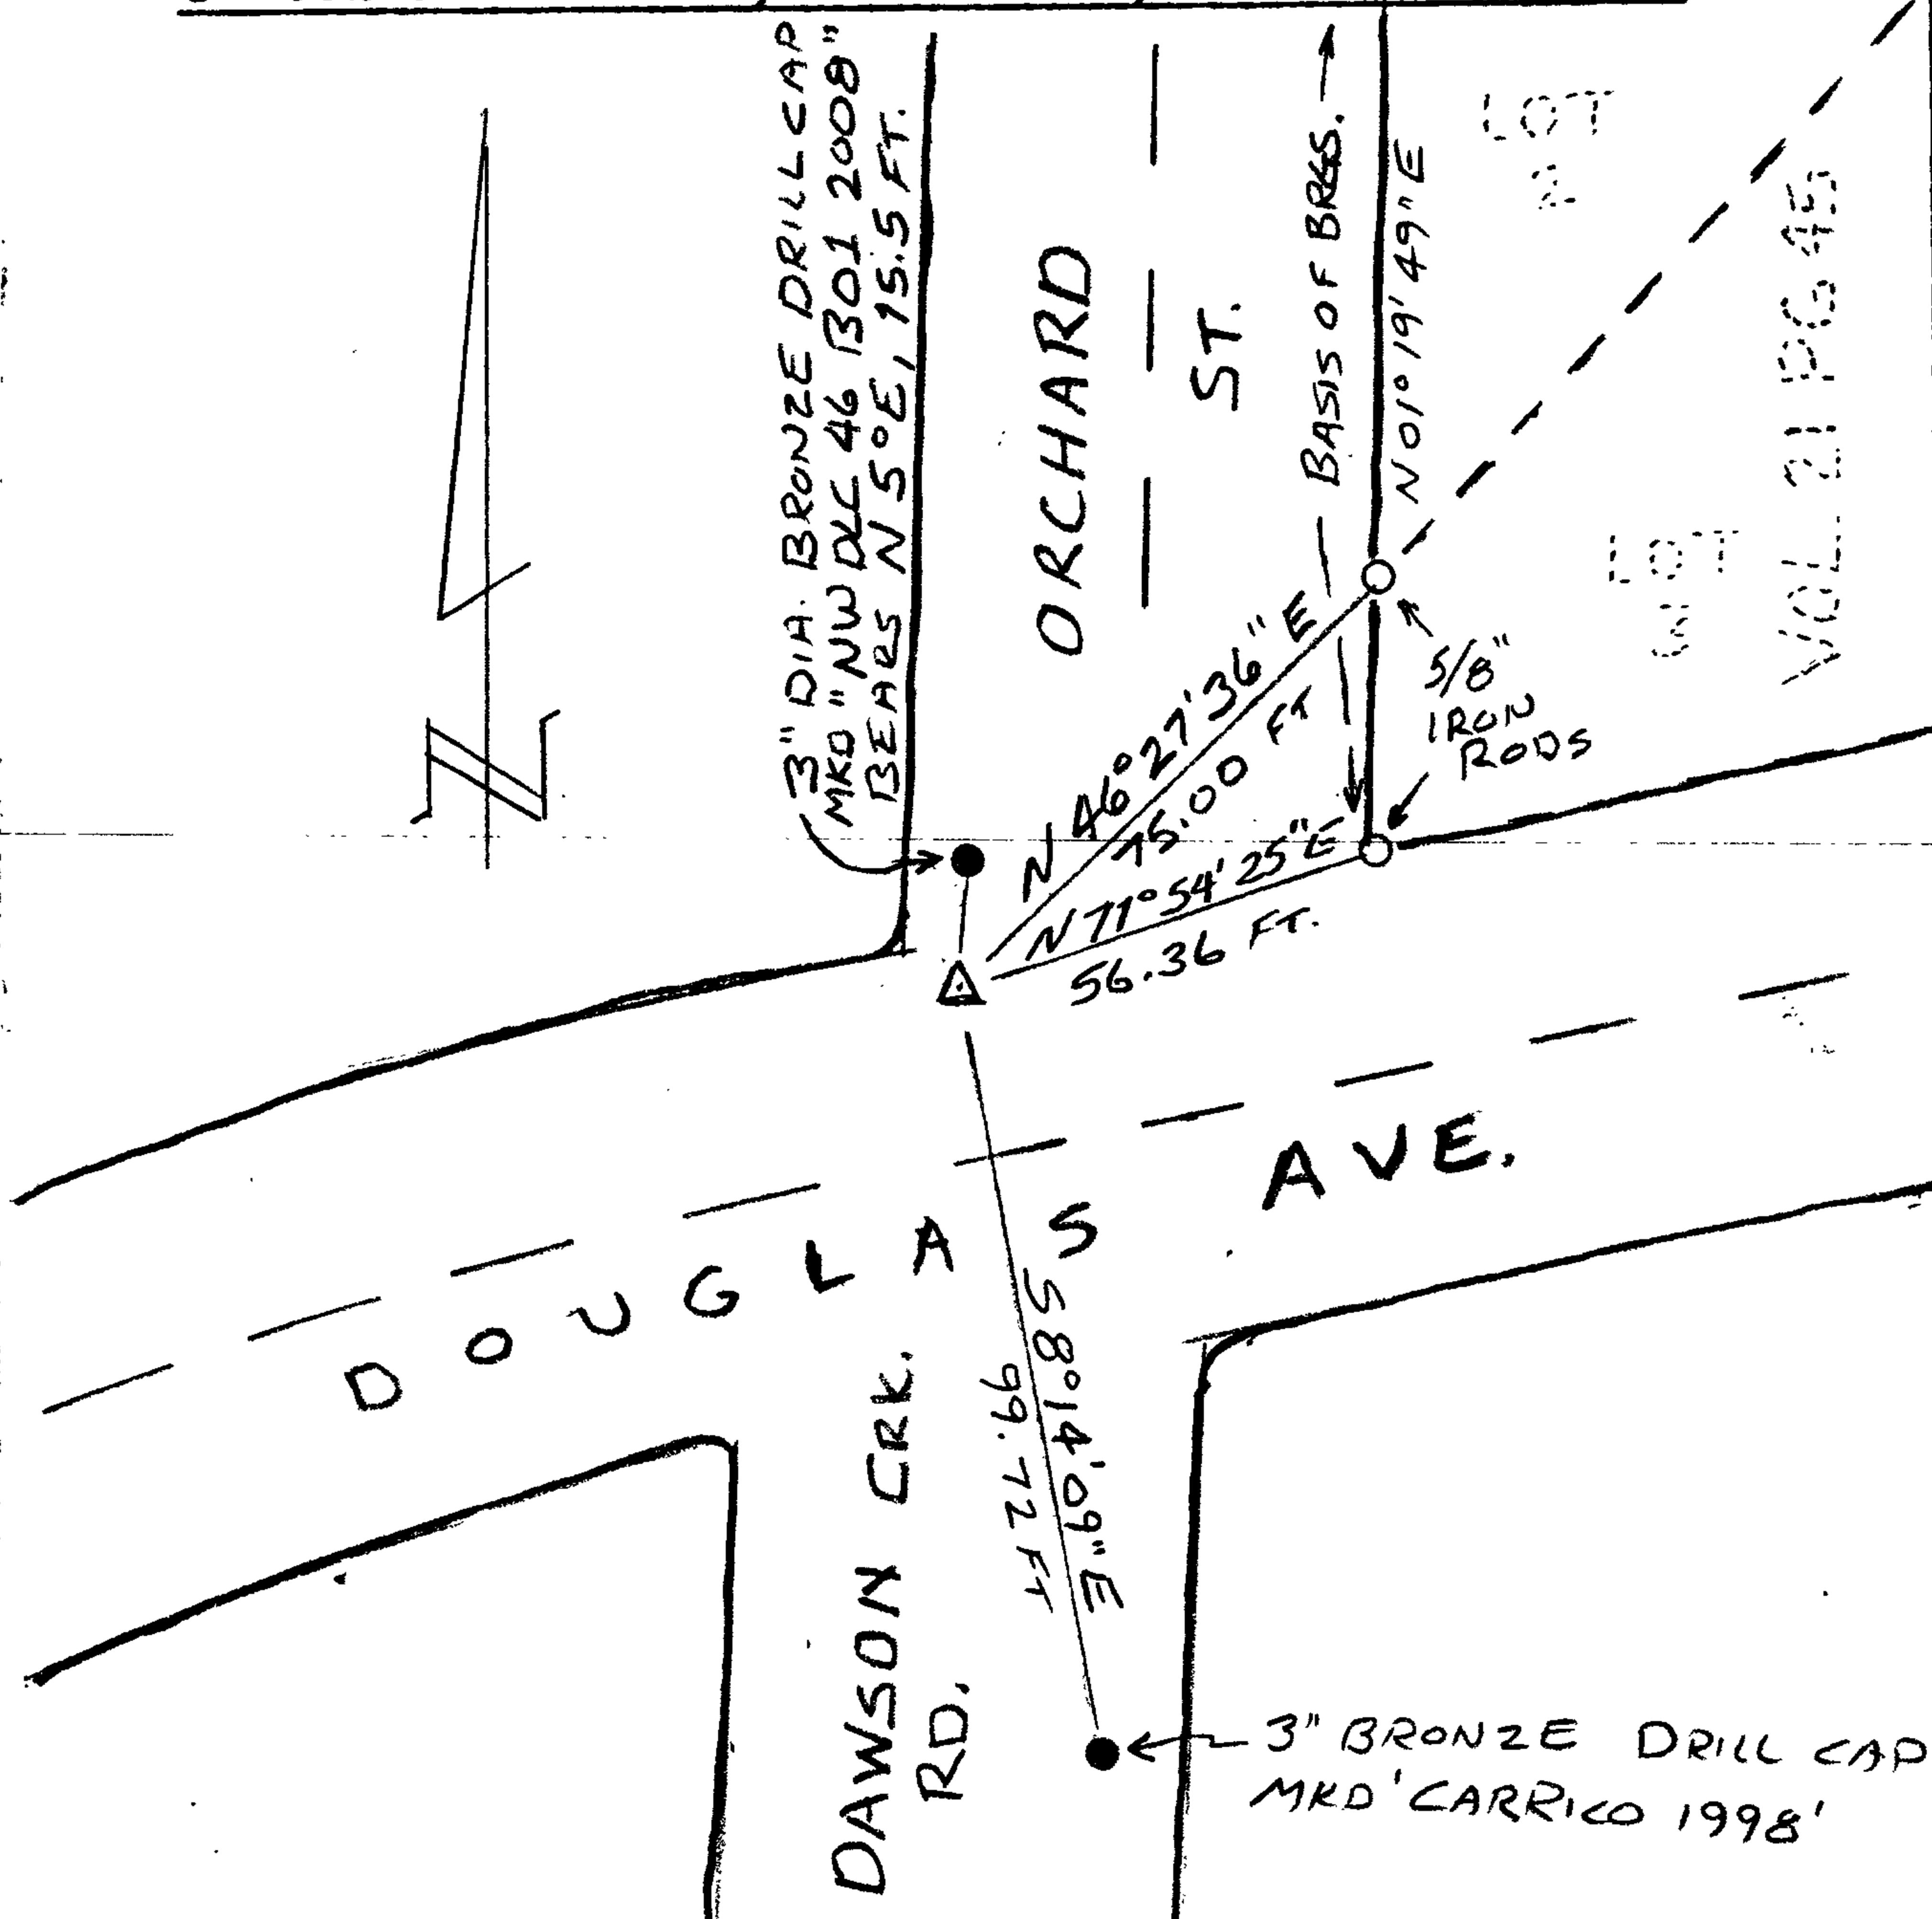 3" DIA. BRONZE DRILL CAP
MKD "NW DLC 46 BO1 2008"
BEARS N 5°E, 15.5 FT.
ORCHARD
ST.
BASIS OF BRGS.
N 01° 19' 49" E
LOT
2
LOT
3
VOL. 21 PG 45
N
N 46° 27' 36" E
75.00 FT
N 71° 54' 25" E
56.36 FT.
5/8"
IRON
RODS
DOUGLAS AVE.
S 8° 14' 09" E
99.72 FT
DAWSON CRK.
RD.
3" BRONZE DRILL CAP
MKD 'CARRICO 1998'